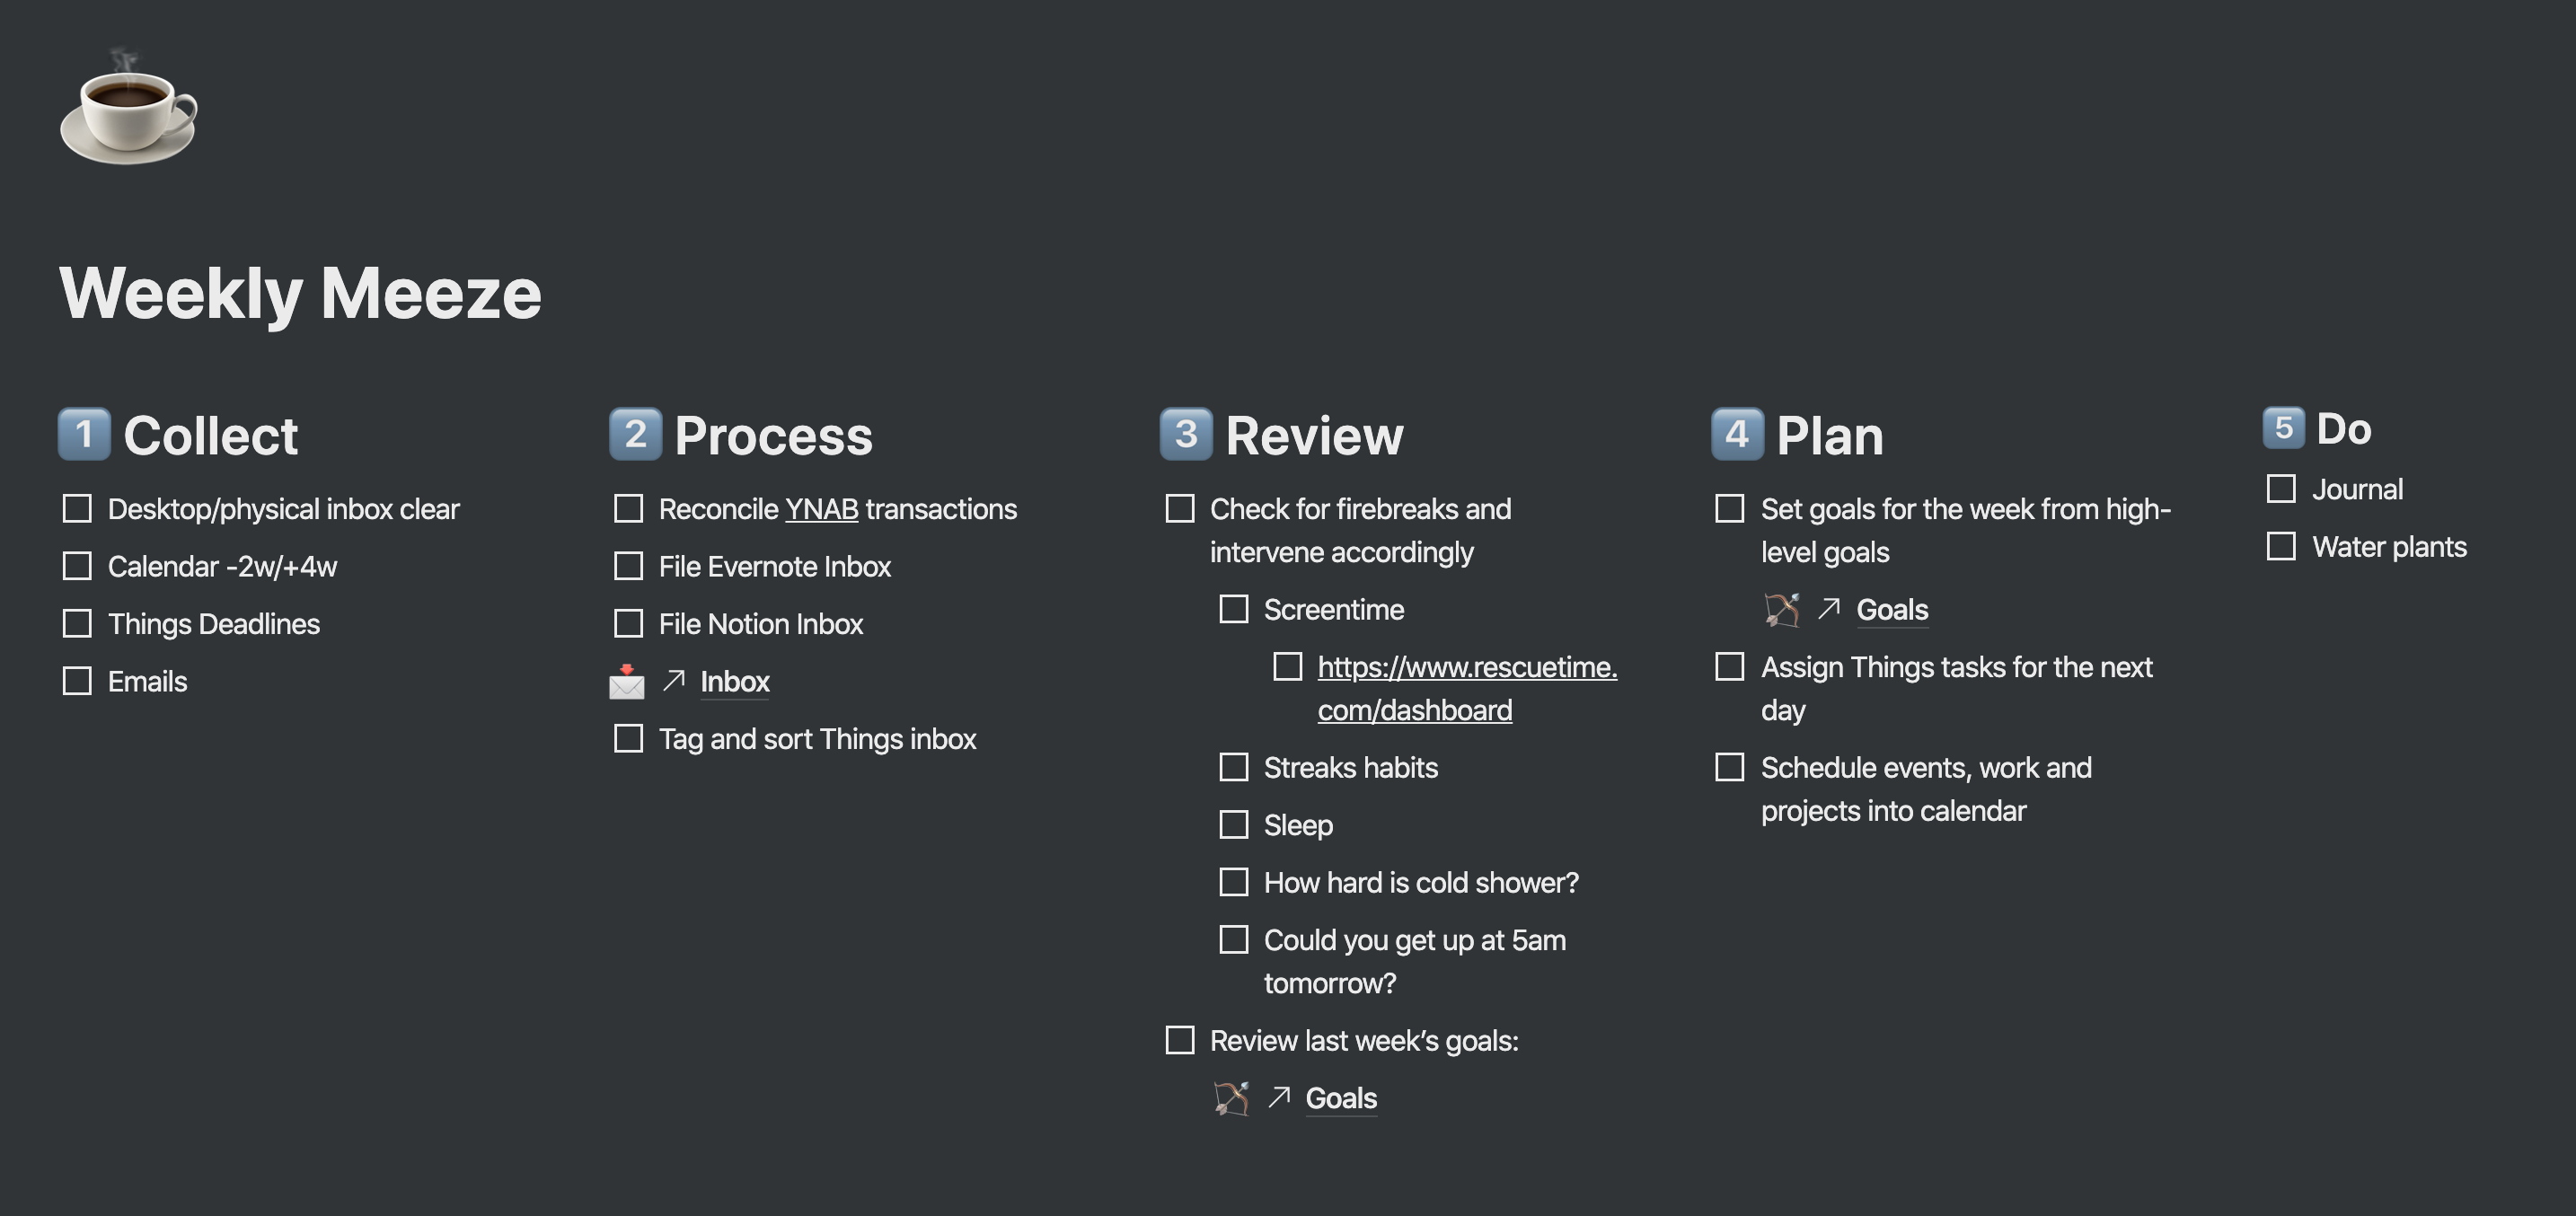 Weekly Meeze
1 Collect
Desktop/physical inbox clear
Calendar -2w/+4w
Things Deadlines
Emails
2 Process
Reconcile YNAB transactions
File Evernote Inbox
File Notion Inbox
↗ Inbox
Tag and sort Things inbox
3 Review
Check for firebreaks and
intervene accordingly
Screentime
https://www.rescuetime.
com/dashboard
Streaks habits
Sleep
How hard is cold shower?
Could you get up at 5am
tomorrow?
Review last week’s goals:
↗ Goals
4 Plan
Set goals for the week from high-
level goals
↗ Goals
Assign Things tasks for the next
day
Schedule events, work and
projects into calendar
5 Do
Journal
Water plants